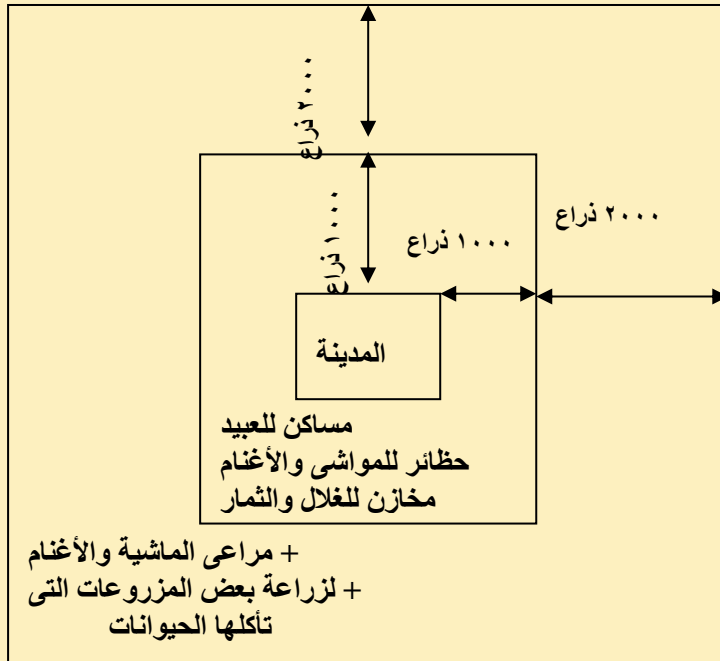 ٢٠٠٠ ذراع
١٠٠٠ ذراع
١٠٠٠ ذراع
٢٠٠٠ ذراع
المدينة
مساكن للعبيد
حظائر للمواشى والأغنام
مخازن للغلال والثمار
+ مراعى الماشية والأغنام
+ لزراعة بعض المزروعات التى
تأكلها الحيوانات